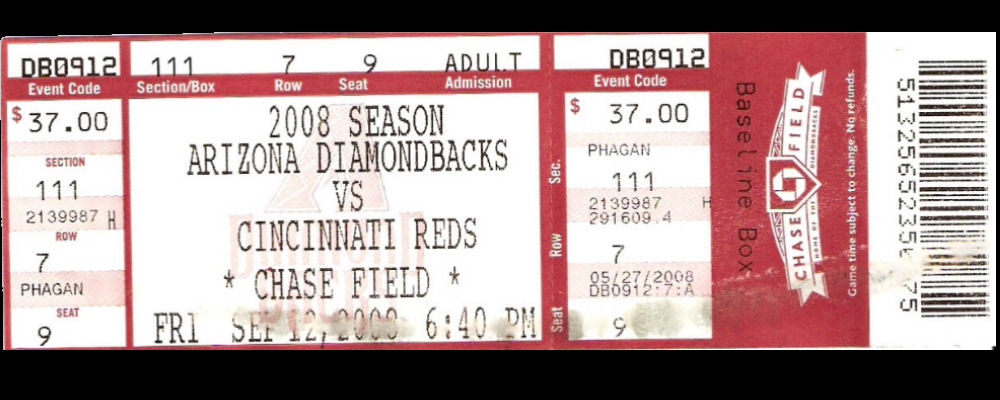 DB0912
Event Code
$37.00
SECTION
111
2139987 H
ROW
7
PHAGAN
SEAT
9
111 7 9 ADULT
Section/Box Row Seat Admission
2008 SEASON
ARIZONA DIAMONDBACKS
VS
CINCINNATI REDS
* CHASE FIELD *
FRI SEP 12, 2008 6:40 PM
DB0912
Event Code
$37.00
PHAGAN
Sec.
111
2139987 H
291609.4
Row
7
05/27/2008
DB0912:7:A
Seat
9
Baseline Box
CHASE FIELD
HOME OF THE DIAMONDBACKS
Game time subject to change. No refunds.